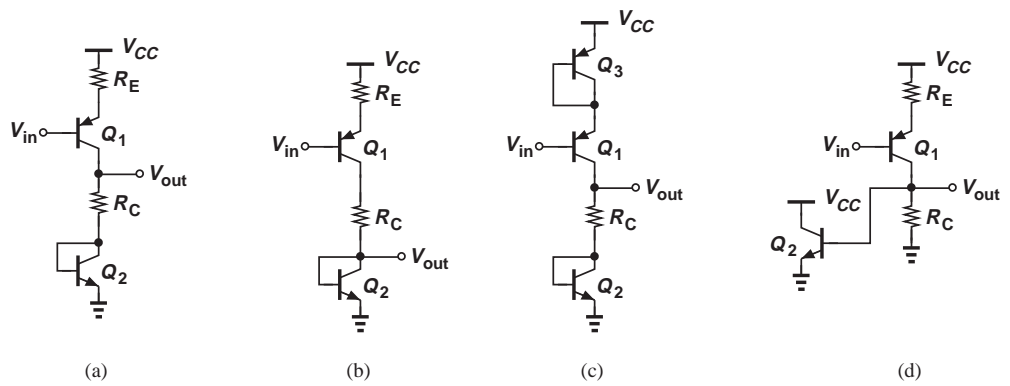 V_CC
R_E
V_in
Q_1
V_out
R_C
Q_2
(a)
V_CC
R_E
V_in
Q_1
R_C
V_out
Q_2
(b)
V_CC
Q_3
V_in
Q_1
V_out
R_C
Q_2
(c)
V_CC
R_E
V_in
Q_1
V_CC
V_out
Q_2
R_C
(d)